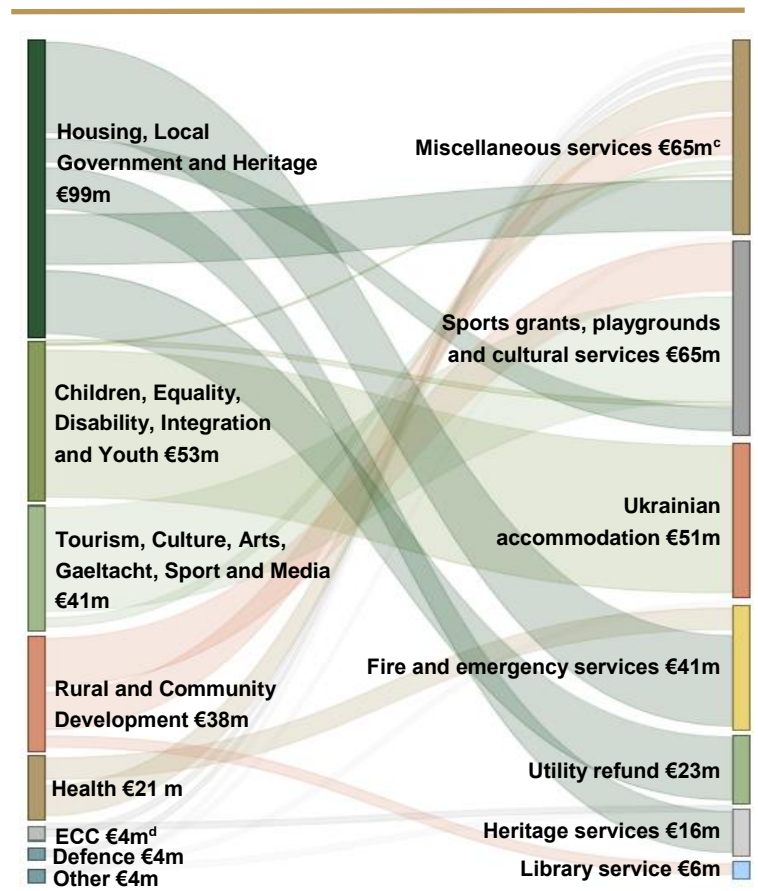 Housing, Local
Government and Heritage
€99m
Children, Equality,
Disability, Integration
and Youth €53m
Tourism, Culture, Arts,
Gaeltacht, Sport and Media
€41m
Rural and Community
Development €38m
Health €21 m
ECC €4mᵈ
Defence €4m
Other €4m
Miscellaneous services €65mᶜ
Sports grants, playgrounds
and cultural services €65m
Ukrainian
accommodation €51m
Fire and emergency services €41m
Utility refund €23m
Heritage services €16m
Library service €6m